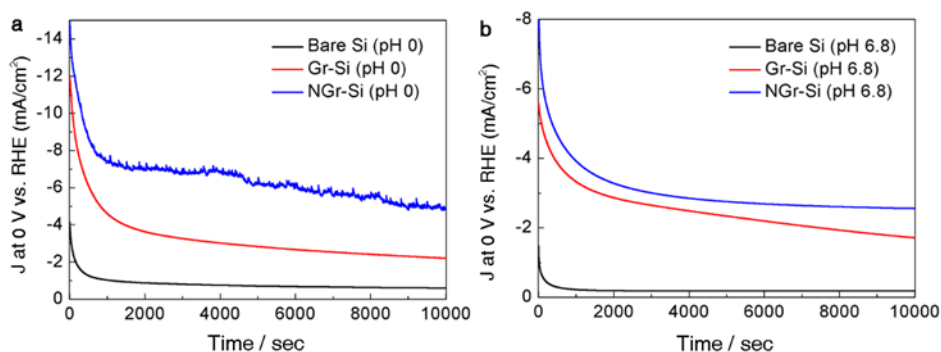 a
J at 0 V vs. RHE (mA/cm²)
-14
-12
-10
-8
-6
-4
-2
0
Bare Si (pH 0)
Gr-Si (pH 0)
NGr-Si (pH 0)
0 2000 4000 6000 8000 10000
Time / sec
b
J at 0 V vs. RHE (mA/cm²)
-8
-6
-4
-2
0
Bare Si (pH 6.8)
Gr-Si (pH 6.8)
NGr-Si (pH 6.8)
0 2000 4000 6000 8000 10000
Time / sec